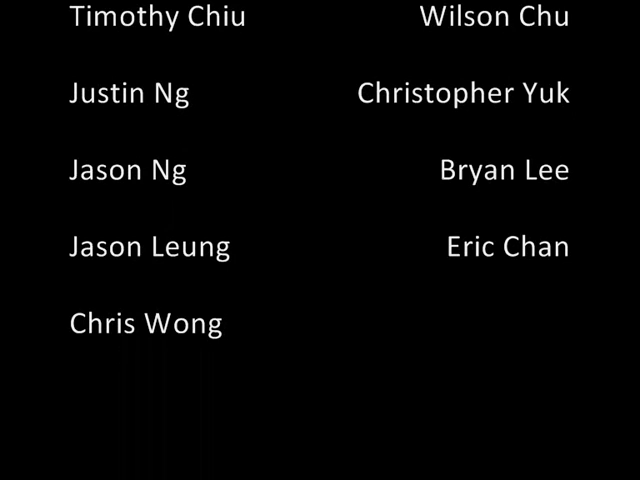 Timothy Chiu Wilson Chu
Justin Ng Christopher Yuk
Jason Ng Bryan Lee
Jason Leung Eric Chan
Chris Wong